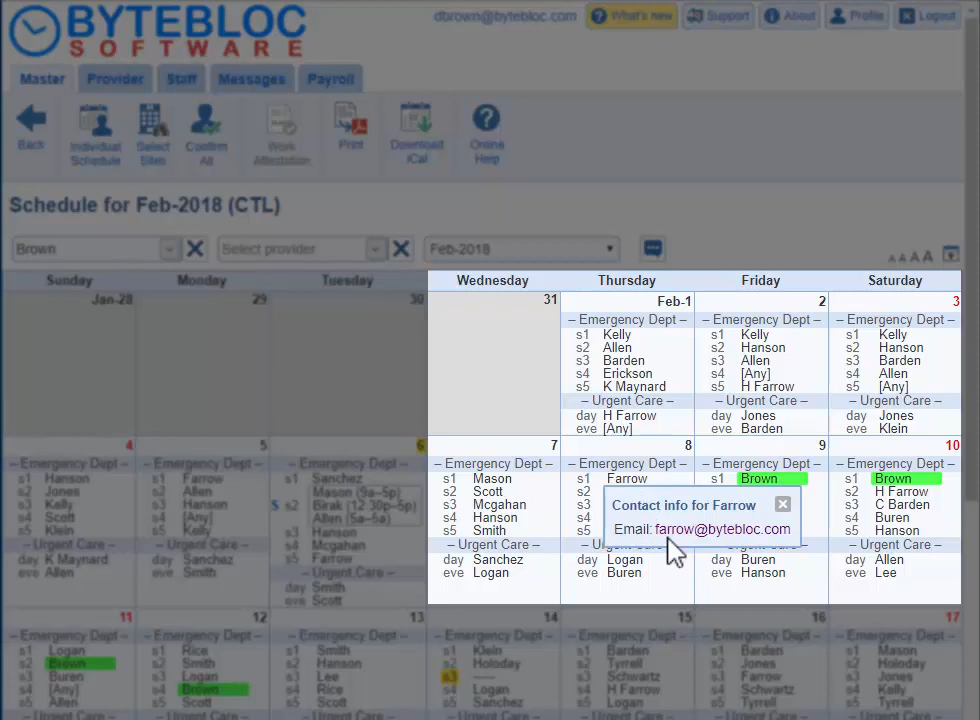 BYTEBLOC
SOFTWARE
dbrown@bytebloc.com
What's new
Support
About
Profile
Logout
Master Provider Staff Messages Payroll
Back
Individual Schedule
Select Sites
Confirm All
Work Attestation
Print
Download iCal
Online Help
Schedule for Feb-2018 (CTL)
Brown
Select provider
Feb-2018
A A A A
Sunday Monday Tuesday Wednesday Thursday Friday Saturday
Jan-28 29 30 31 Feb-1 2 3
– Emergency Dept – – Emergency Dept – – Emergency Dept –
s1 Kelly s1 Kelly s1 Kelly
s2 Allen s2 Hanson s2 Hanson
s3 Barden s3 Allen s3 Barden
s4 Erickson s4 [Any] s4 Allen
s5 K Maynard s5 H Farrow s5 [Any]
– Urgent Care – – Urgent Care – – Urgent Care –
day H Farrow day Jones day Jones
eve [Any] eve Barden eve Klein
4 5 6 7 8 9 10
– Emergency Dept – – Emergency Dept – – Emergency Dept – – Emergency Dept – – Emergency Dept – – Emergency Dept – – Emergency Dept –
s1 Hanson s1 Farrow s1 Sanchez s1 Mason s1 Farrow s1 Brown s1 Brown
s2 Jones s2 Allen Mason (9a–5p) s2 Scott s2 H Farrow
s3 Kelly s3 Hanson S s2 Birak (12:30p–5p) s3 Mcgahan s3 C Barden
s4 Scott s4 [Any] Allen (5a–5a) s4 Hanson s4 Buren
s5 Klein s5 Kelly s3 Hanson s5 Smith s5 Hanson
Contact info for Farrow
Email: farrow@bytebloc.com
– Urgent Care – – Urgent Care – s4 Mcgahan – Urgent Care – – Urgent Care –
day K Maynard day Sanchez s5 Farrow day Sanchez day Logan day Buren day Allen
eve Allen eve Smith – Urgent Care – eve Logan eve Buren eve Hanson eve Lee
day Smith
eve Scott
11 12 13 14 15 16 17
– Emergency Dept – – Emergency Dept – – Emergency Dept – – Emergency Dept – – Emergency Dept – – Emergency Dept – – Emergency Dept –
s1 Logan s1 Rice s1 Smith s1 Klein s1 Barden s1 Barden s1 Mason
s2 Brown s2 Smith s2 Hanson s2 Holoday s2 Tyrrell s2 Jones s2 Holoday
s3 Buren s3 Logan s3 Lee s3 ----- s3 Schwartz s3 Farrow s3 Jones
s4 [Any] s4 Brown s4 Rice s4 Logan s4 H Farrow s4 Schwartz s4 Kelly
s5 Allen s5 Scott s5 Farrow s5 Sanchez s5 Logan s5 Tyrrell s5 Tyrrell
– Urgent Care – – Urgent Care – – Urgent Care – – Urgent Care – – Urgent Care – – Urgent Care – – Urgent Care –